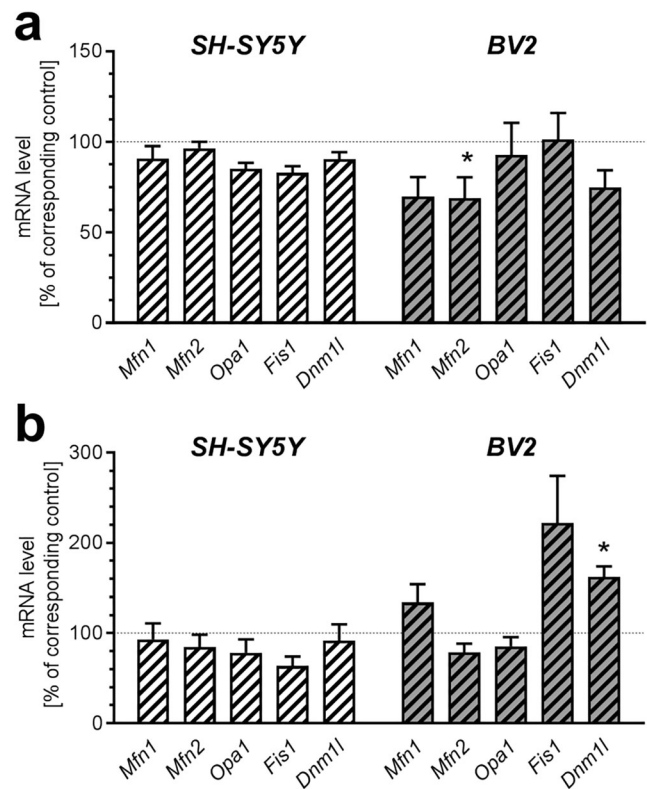 a
SH-SY5Y BV2
mRNA level
[% of corresponding control]
150
100
50
0
*
Mfn1 Mfn2 Opa1 Fis1 Dnm1l Mfn1 Mfn2 Opa1 Fis1 Dnm1l
b
SH-SY5Y BV2
mRNA level
[% of corresponding control]
300
200
100
0
*
Mfn1 Mfn2 Opa1 Fis1 Dnm1l Mfn1 Mfn2 Opa1 Fis1 Dnm1l